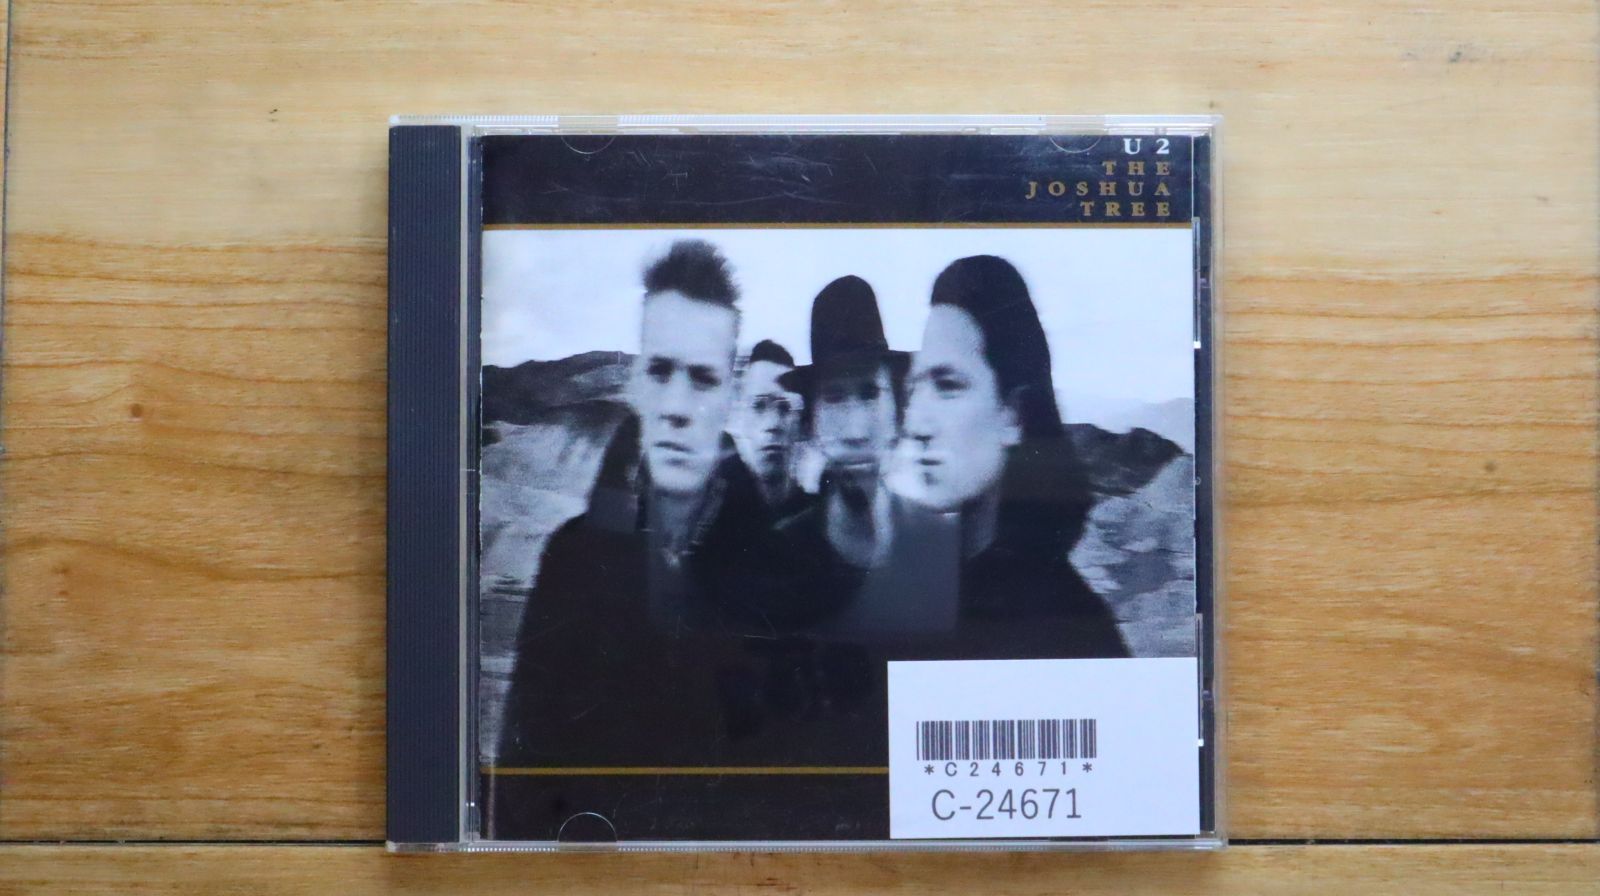 U2
THE
JOSHUA
TREE
*C24671*
C-24671